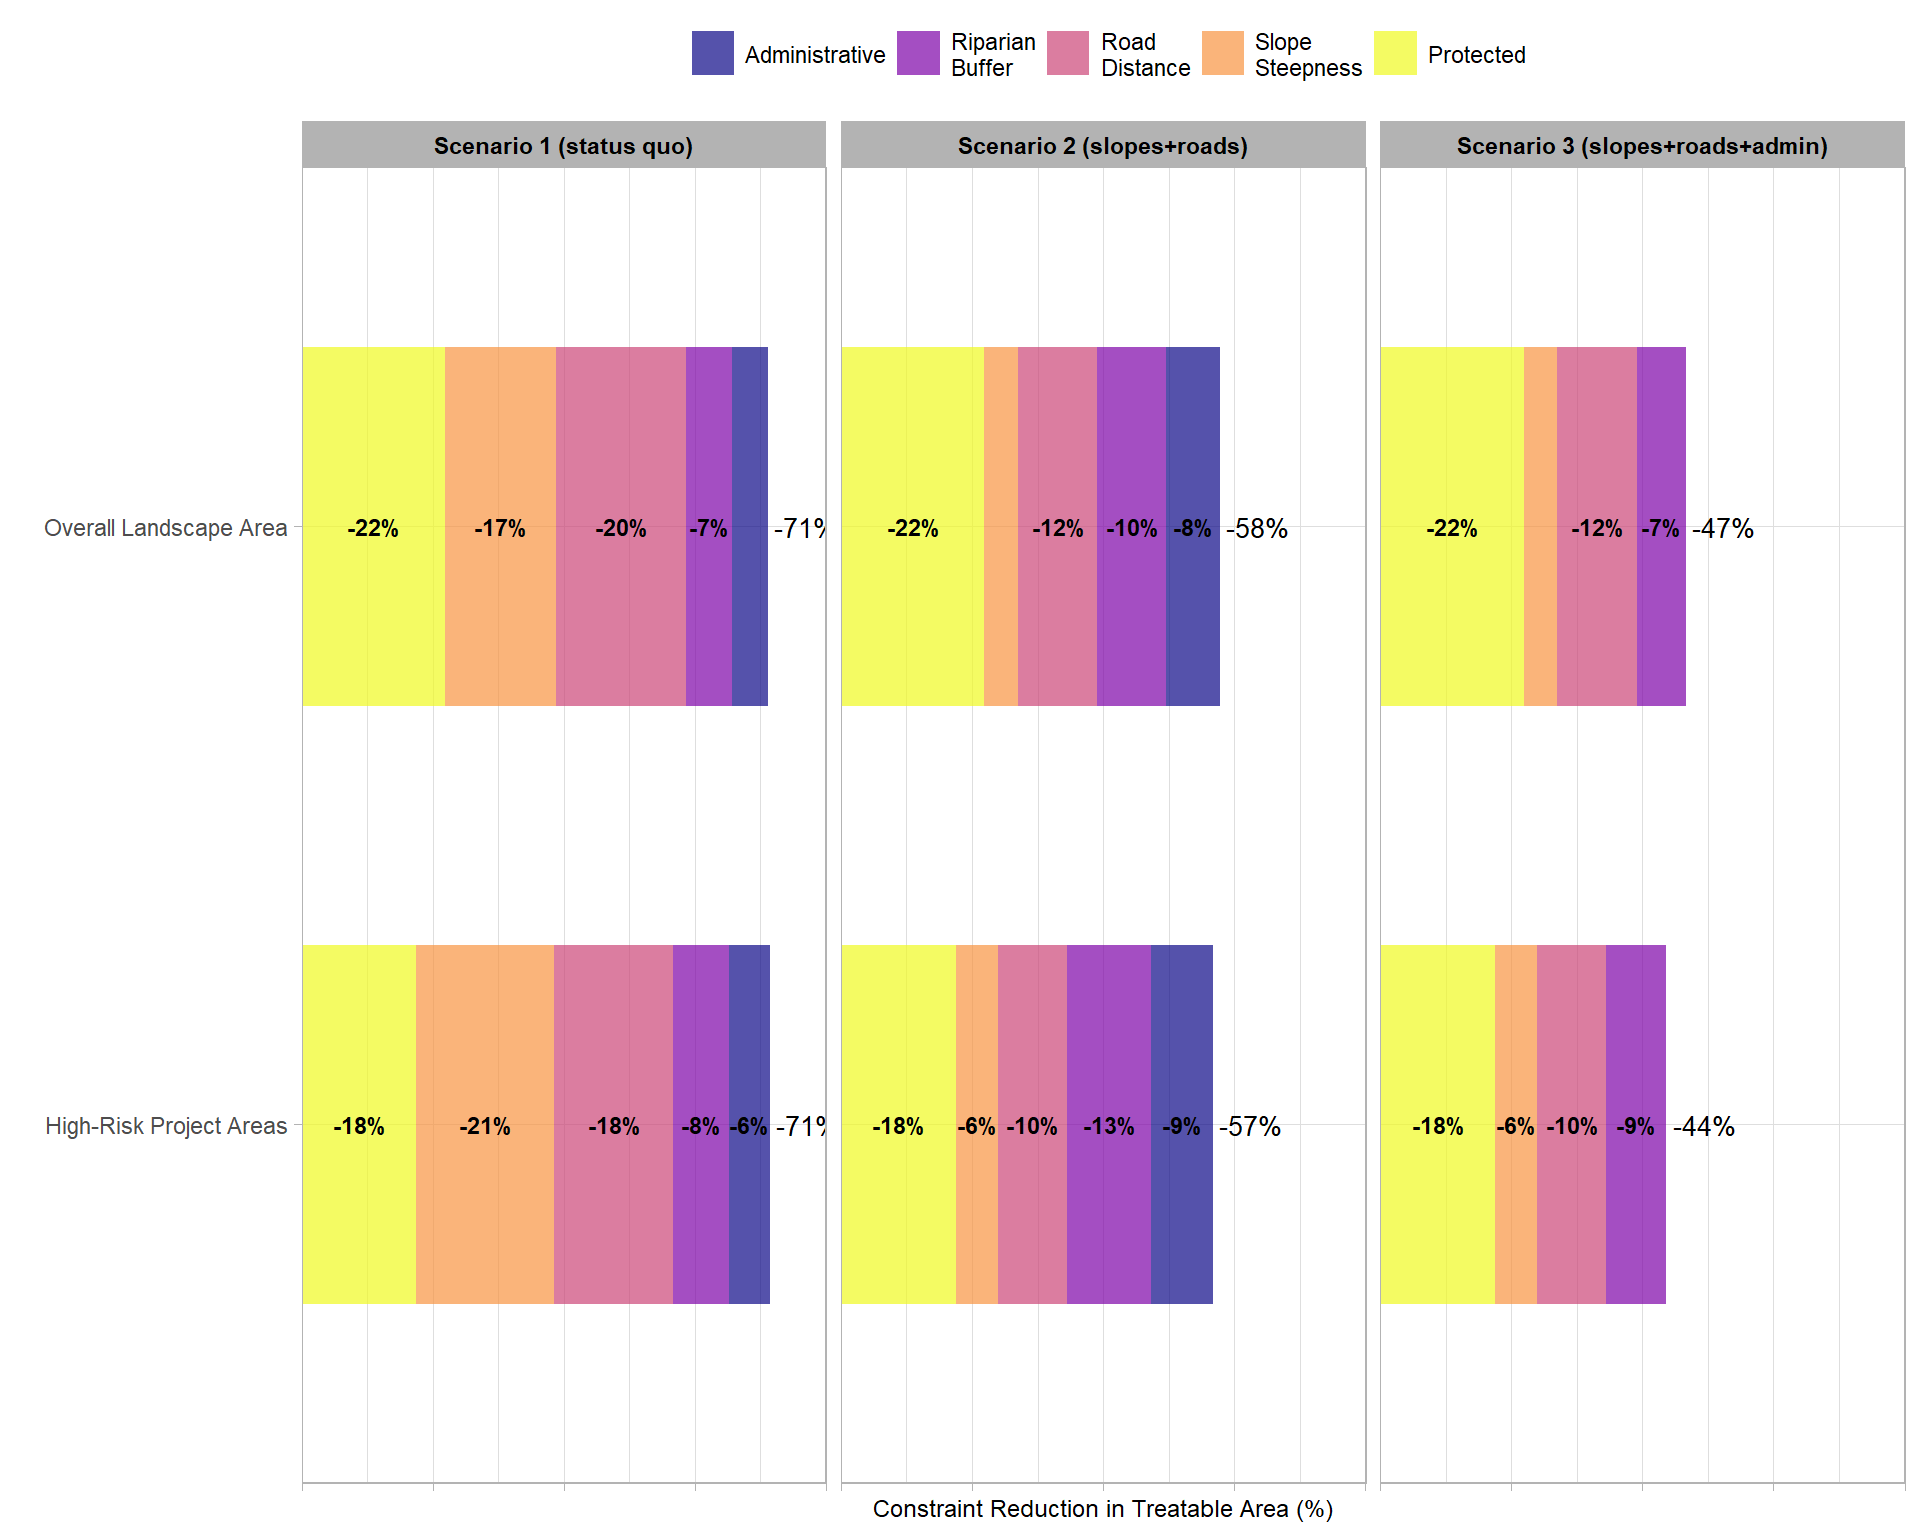 Administrative
Riparian
Buffer
Road
Distance
Slope
Steepness
Protected
Scenario 1 (status quo)
Scenario 2 (slopes+roads)
Scenario 3 (slopes+roads+admin)
Overall Landscape Area
-22%
-17%
-20%
-7%
-71%
-22%
-12%
-10%
-8%
-58%
-22%
-12%
-7%
-47%
High-Risk Project Areas
-18%
-21%
-18%
-8%
-6%
-71%
-18%
-6%
-10%
-13%
-9%
-57%
-18%
-6%
-10%
-9%
-44%
Constraint Reduction in Treatable Area (%)